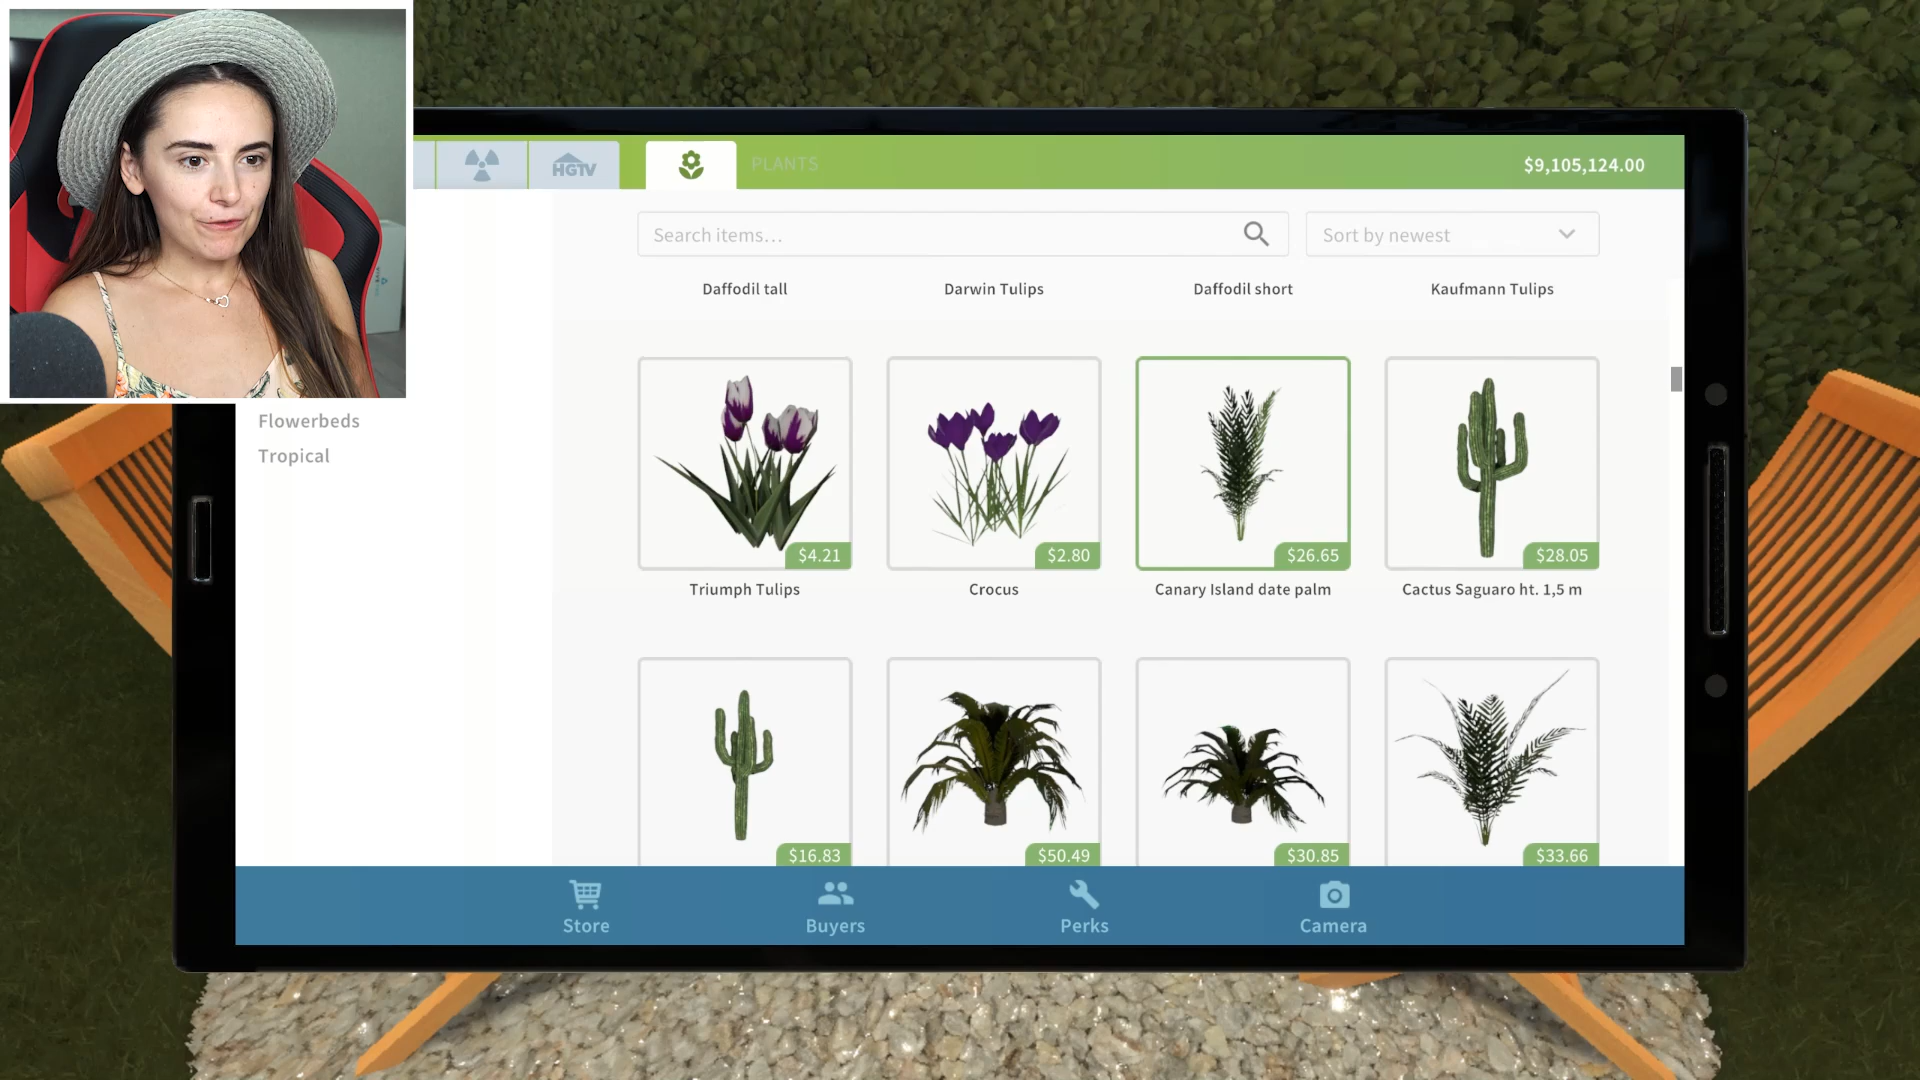 HGTV
PLANTS
$9,105,124.00
Search items...
Sort by newest
Daffodil tall
Darwin Tulips
Daffodil short
Kaufmann Tulips
Flowerbeds
Tropical
$4.21
$2.80
$26.65
$28.05
Triumph Tulips
Crocus
Canary Island date palm
Cactus Saguaro ht. 1,5 m
$16.83
$50.49
$30.85
$33.66
Store
Buyers
Perks
Camera